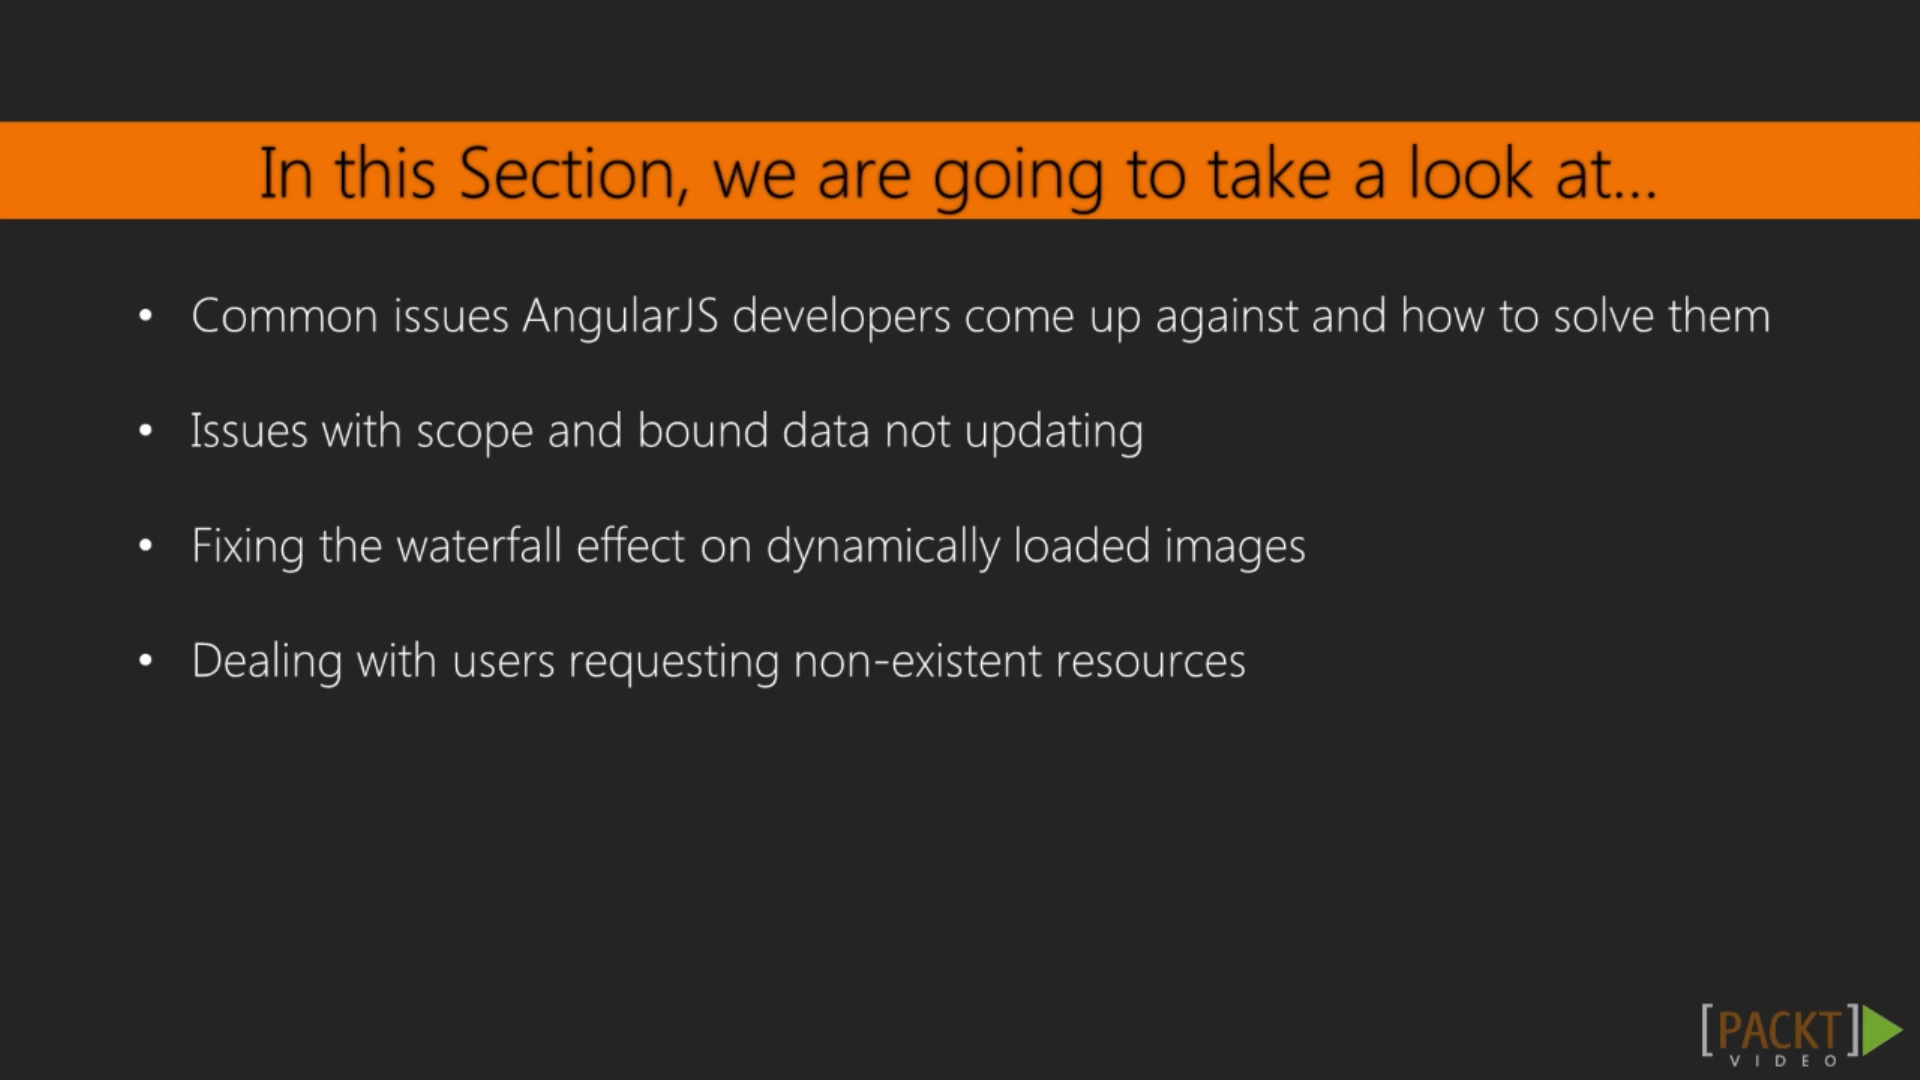 In this Section, we are going to take a look at...
• Common issues AngularJS developers come up against and how to solve them
• Issues with scope and bound data not updating
• Fixing the waterfall effect on dynamically loaded images
• Dealing with users requesting non-existent resources
[PACKT]
VIDEO